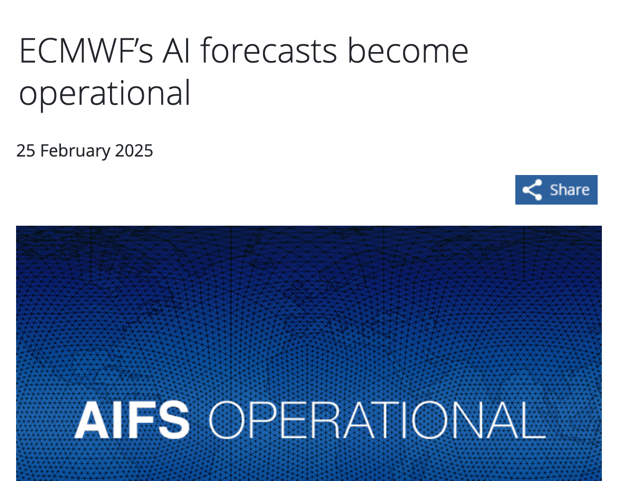 ECMWF’s AI forecasts become
operational
25 February 2025
Share
AIFS OPERATIONAL